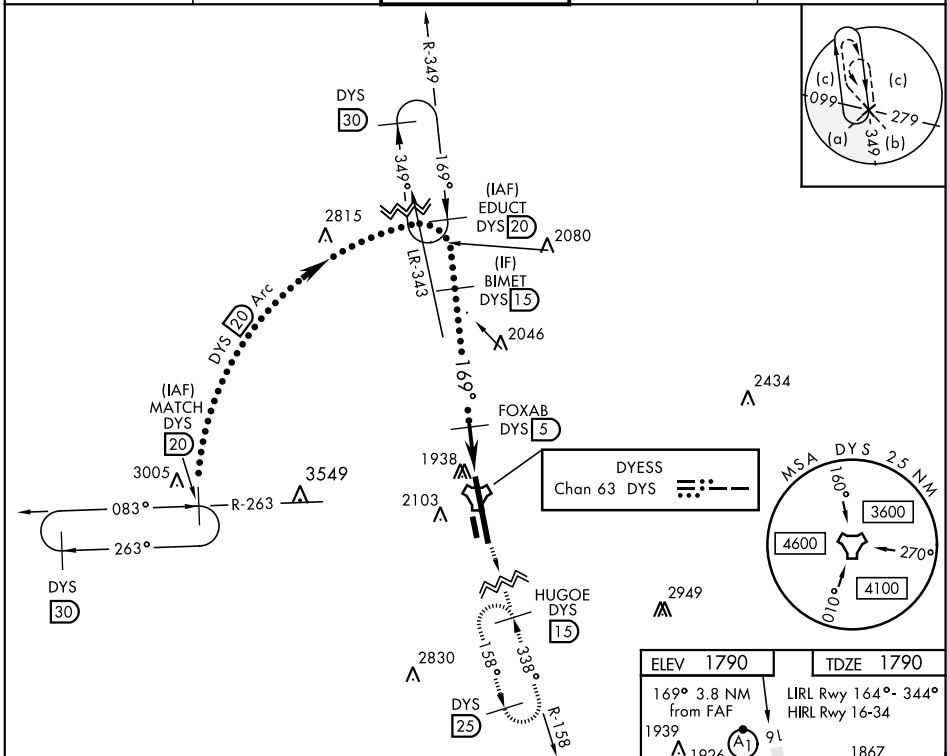 R-349
DYS
30
349°
169°
(IAF)
EDUCT
DYS 20
2815
2080
LR-343
(IF)
BIMET
DYS 15
2046
DYS 20 Arc
169°
(IAF)
MATCH
DYS
20
3005
3549
083°
R-263
263°
DYS
30
FOXAB
DYS 5
1938
2103
2434
DYESS
Chan 63 DYS
HUGOE
DYS
15
2949
2830
158°
338°
DYS
25
R-158
(c)
(c)
099
279
(a)
(b)
349
MSA DYS 25 NM
160°
3600
4600
270°
4100
010°
ELEV 1790
TDZE 1790
169° 3.8 NM
from FAF
LIRL Rwy 164°- 344°
HIRL Rwy 16-34
1939
1926
A1
16
1867